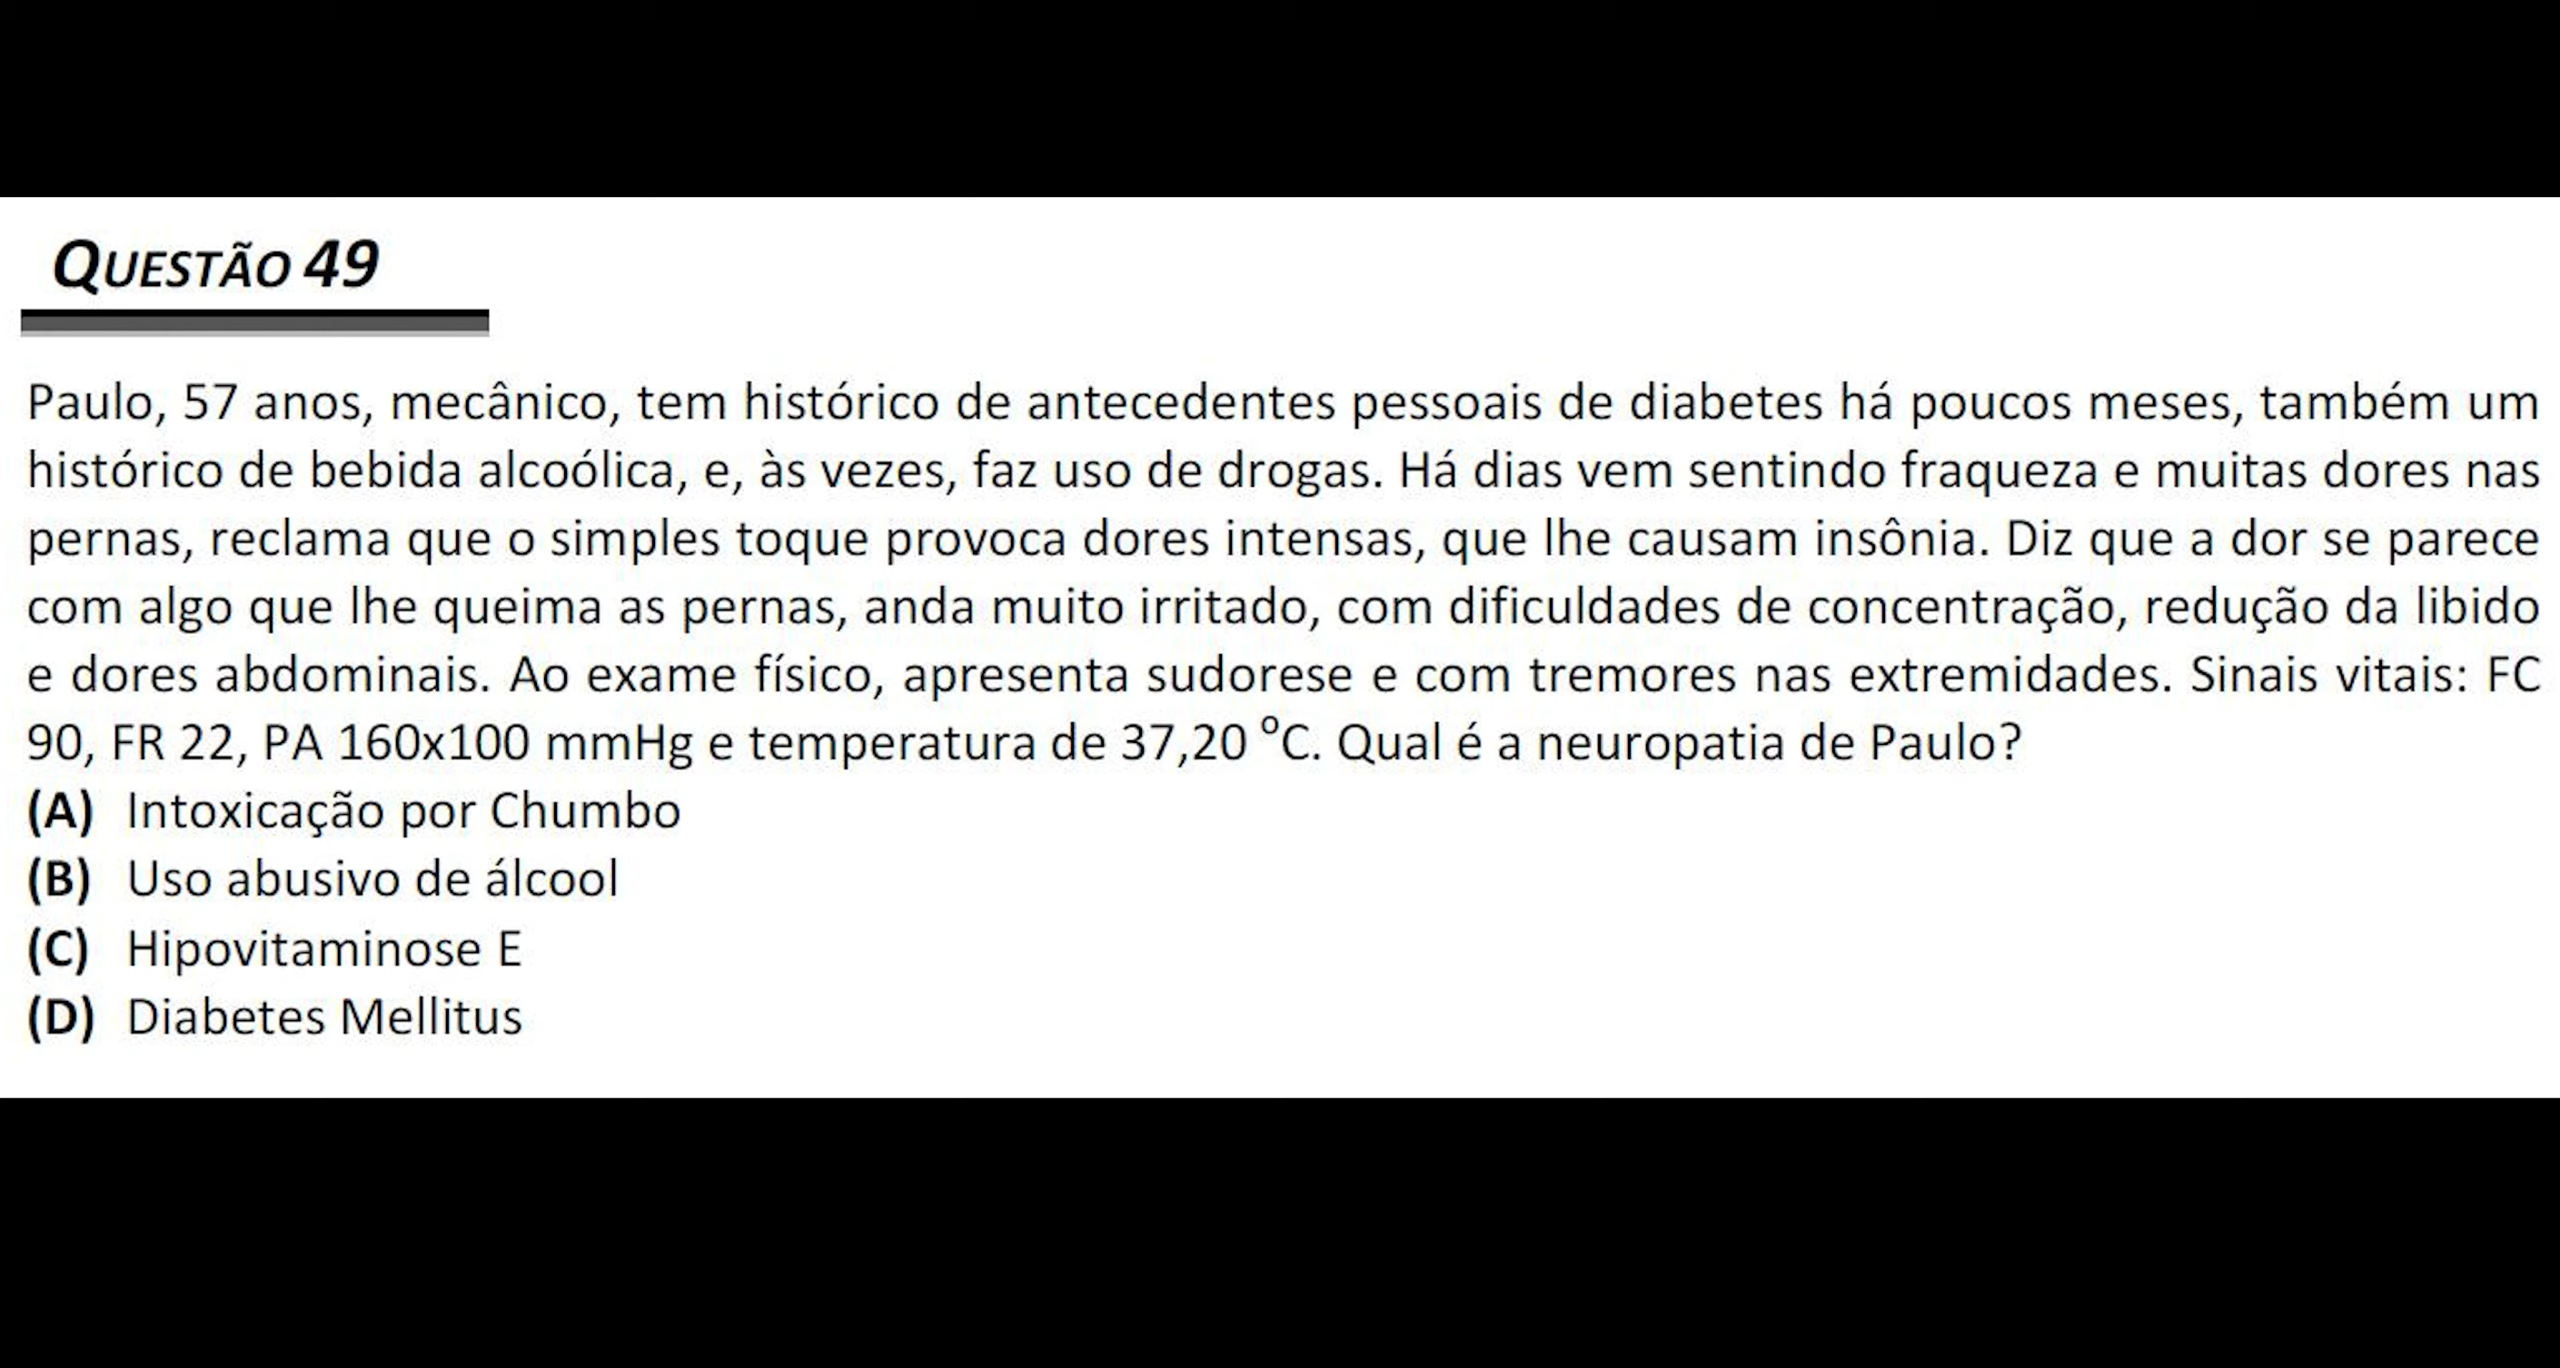 QUESTÃO 49
Paulo, 57 anos, mecânico, tem histórico de antecedentes pessoais de diabetes há poucos meses, também um
histórico de bebida alcoólica, e, às vezes, faz uso de drogas. Há dias vem sentindo fraqueza e muitas dores nas
pernas, reclama que o simples toque provoca dores intensas, que lhe causam insônia. Diz que a dor se parece
com algo que lhe queima as pernas, anda muito irritado, com dificuldades de concentração, redução da libido
e dores abdominais. Ao exame físico, apresenta sudorese e com tremores nas extremidades. Sinais vitais: FC
90, FR 22, PA 160x100 mmHg e temperatura de 37,20 ºC. Qual é a neuropatia de Paulo?
(A) Intoxicação por Chumbo
(B) Uso abusivo de álcool
(C) Hipovitaminose E
(D) Diabetes Mellitus